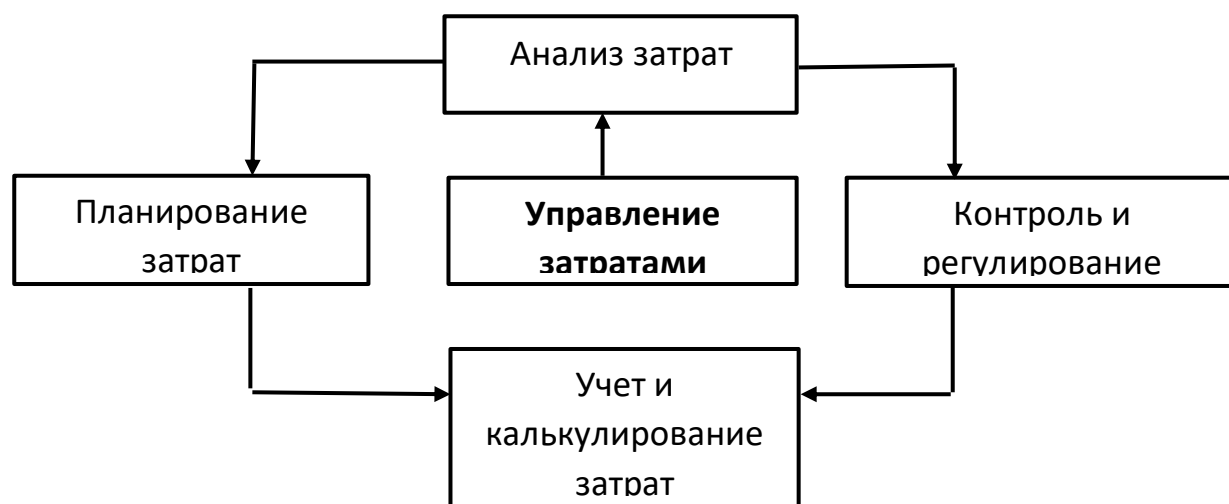 Анализ затрат
Планирование
затрат
Управление
затратами
Контроль и
регулирование
Учет и
калькулирование
затрат